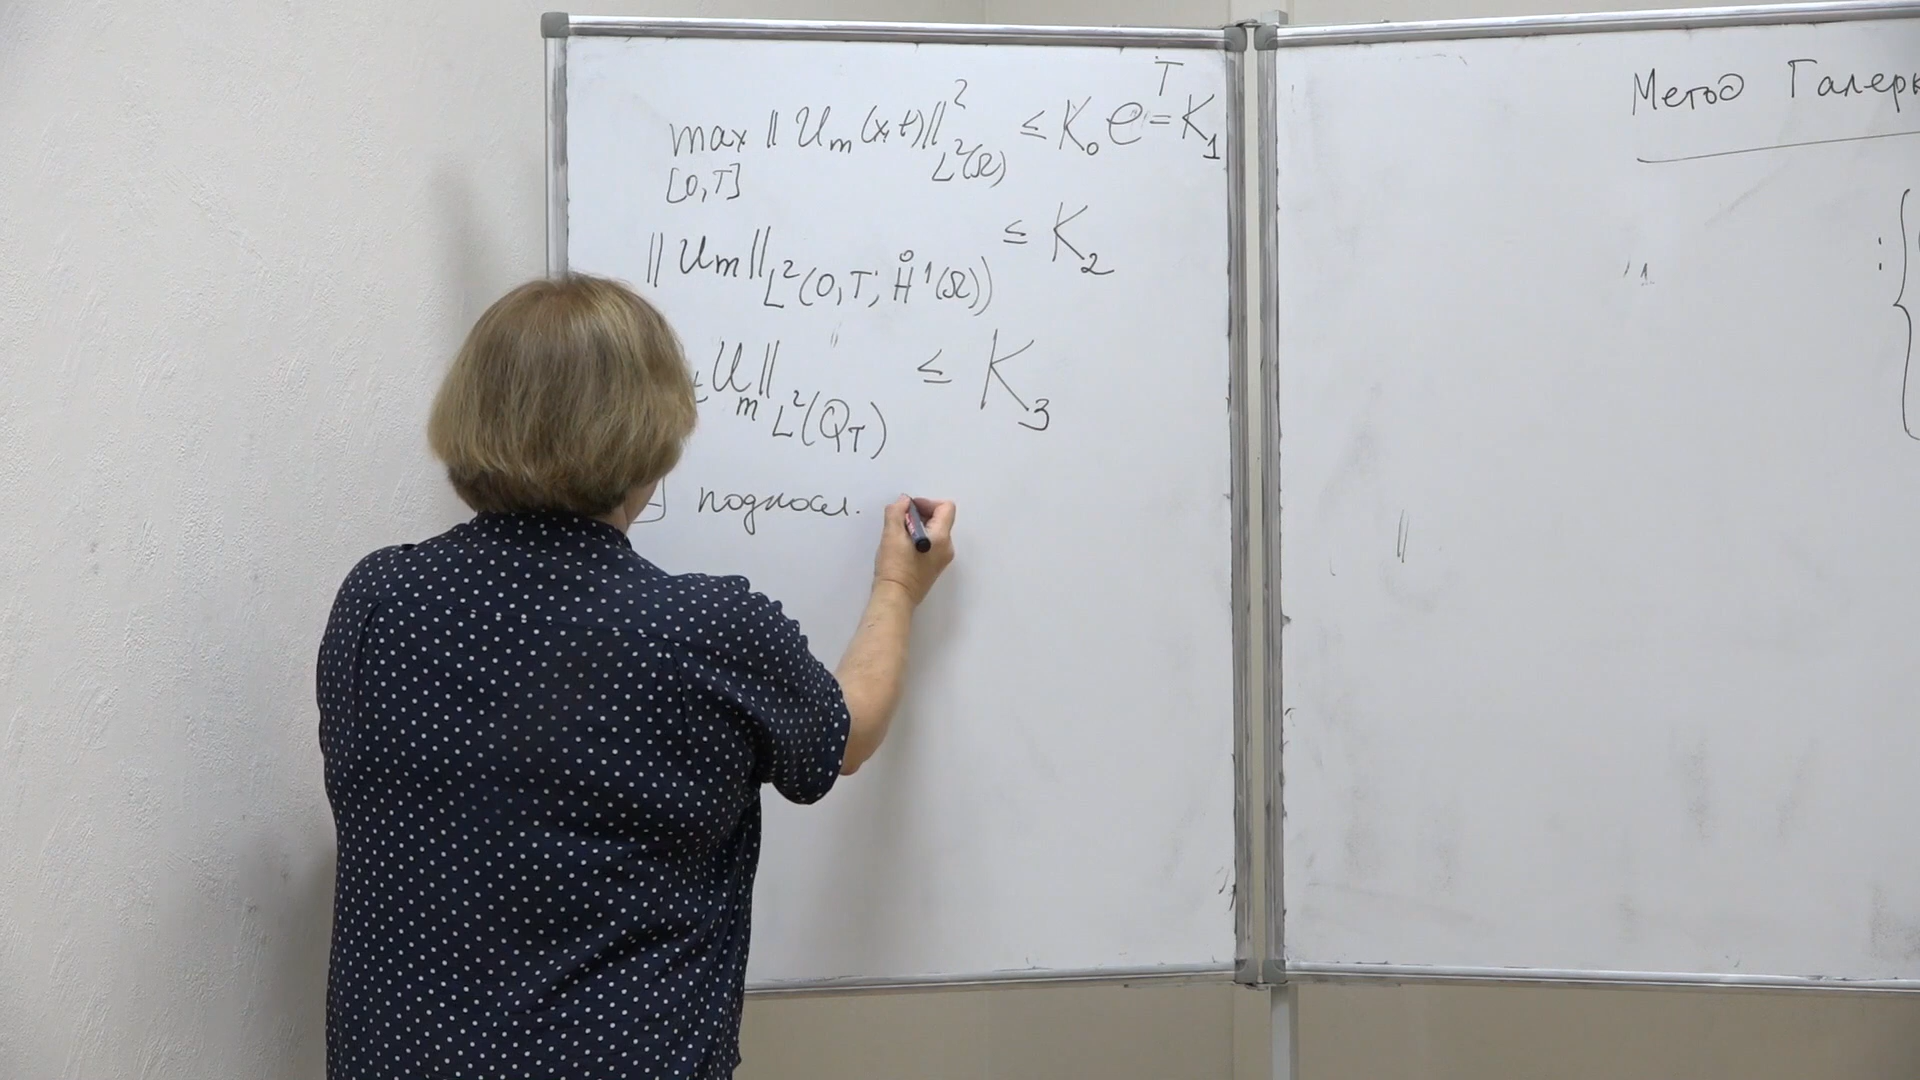 max ‖ u_m(x,t)‖²_{L²(Ω)} ≤ K₀ e^T = K₁
[0,T]
‖ u_m‖_{L²(0,T; H̊¹(Ω))} ≤ K₂
u_m‖_{L²(Q_T)} ≤ K₃
подпосл.
Метод Галерк